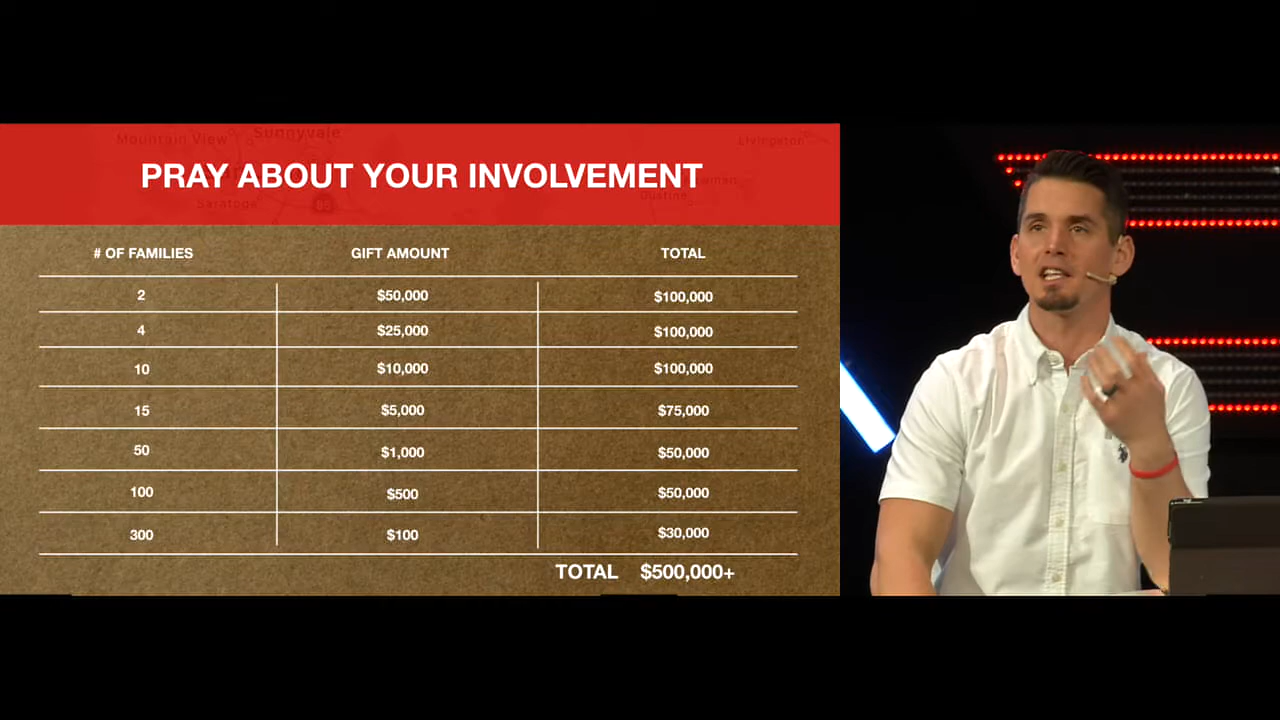 Mountain View
Sunnyvale
Livingston
PRAY ABOUT YOUR INVOLVEMENT
Saratoga
85
# OF FAMILIES GIFT AMOUNT TOTAL
2 $50,000 $100,000
4 $25,000 $100,000
10 $10,000 $100,000
15 $5,000 $75,000
50 $1,000 $50,000
100 $500 $50,000
300 $100 $30,000
TOTAL $500,000+